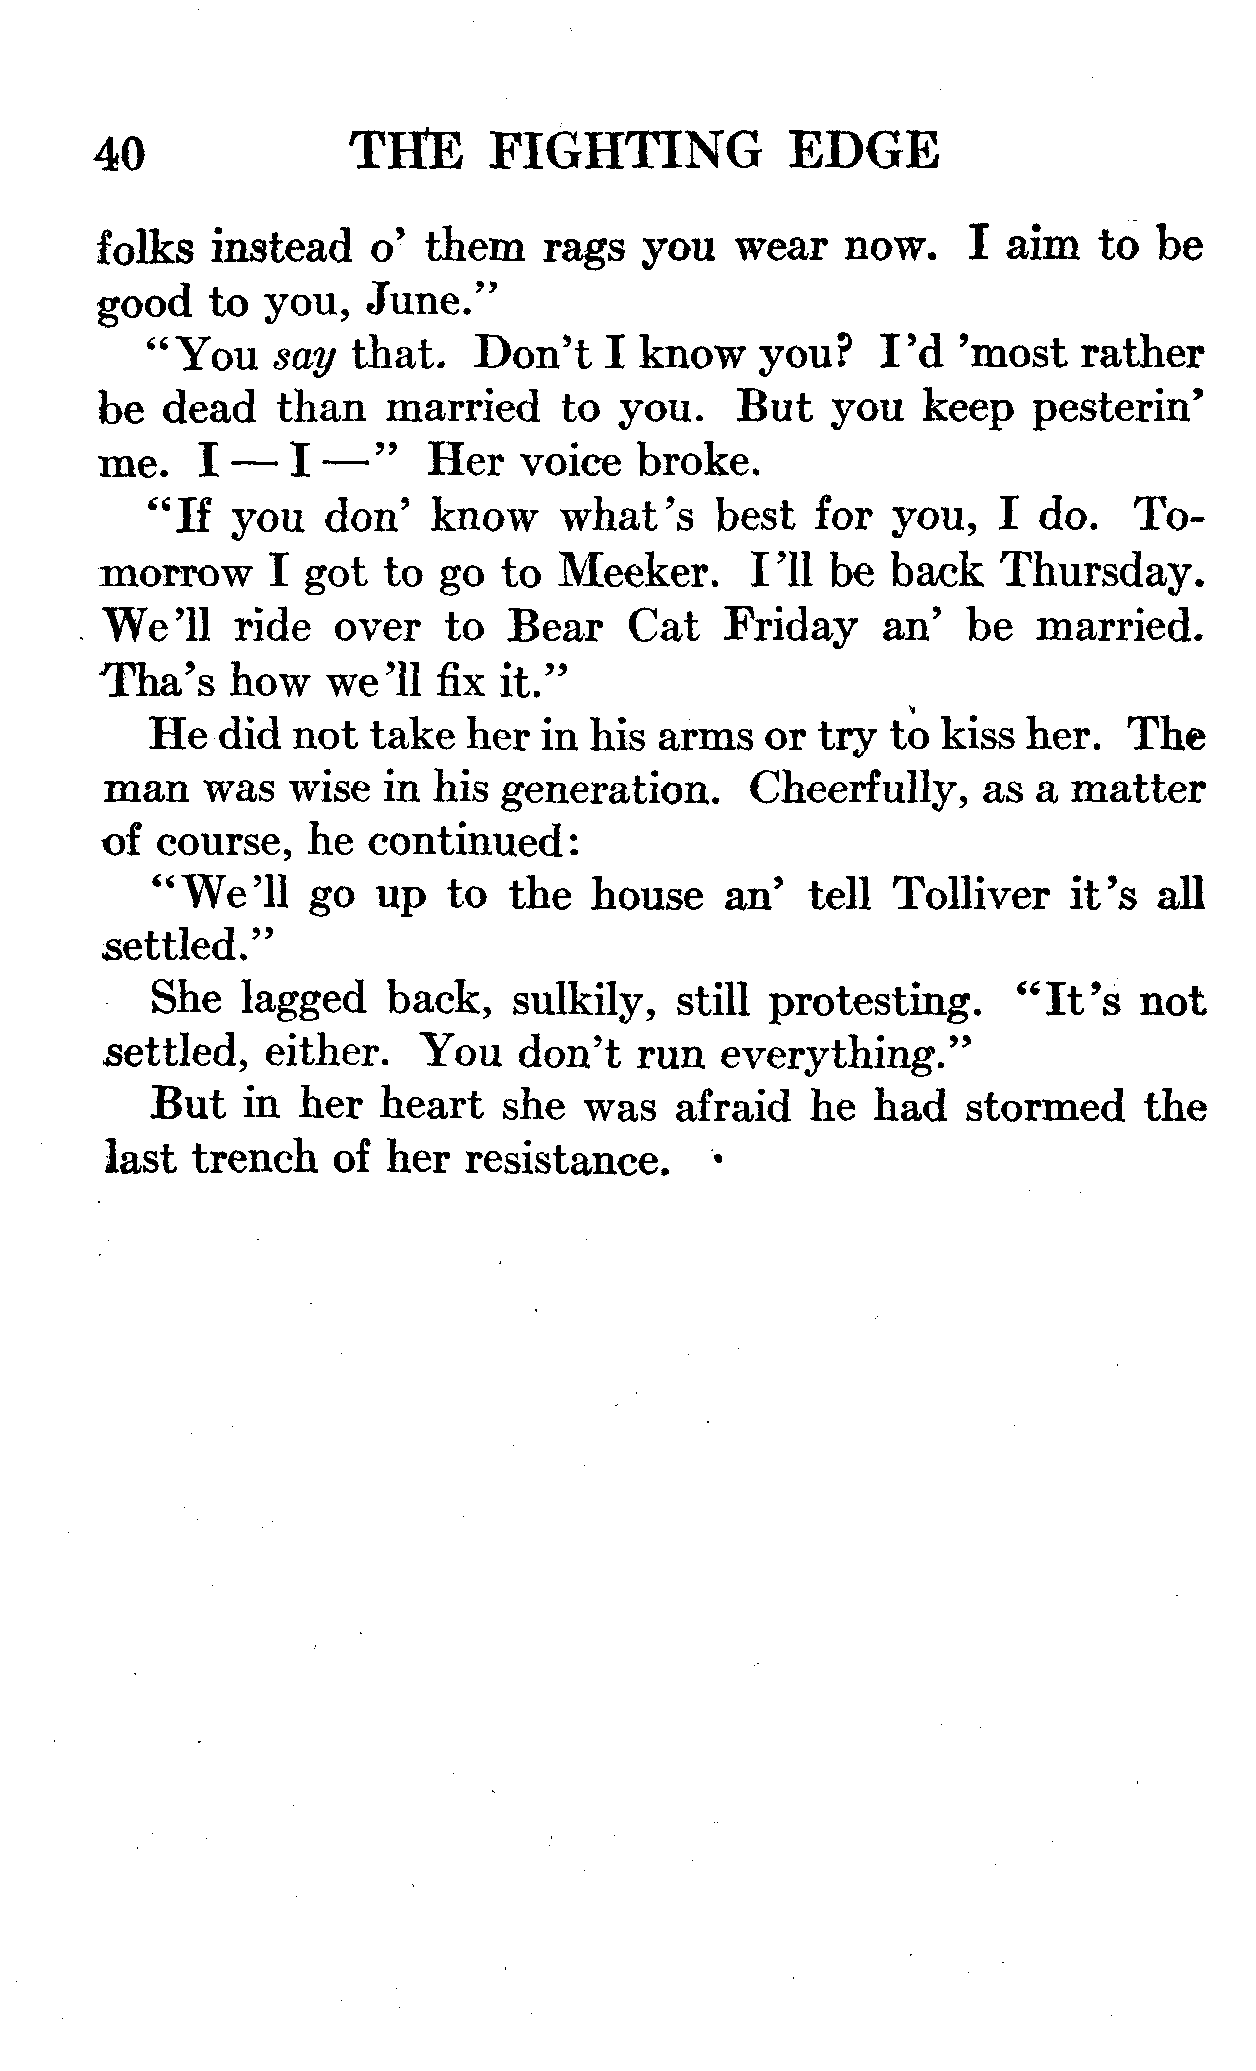 40 THE FIGHTING EDGE
folks instead o' them rags you wear now. I aim to be
good to you, June."
"You say that. Don't I know you? I'd 'most rather
be dead than married to you. But you keep pesterin'
me. I — I —" Her voice broke.
"If you don' know what's best for you, I do. To-
morrow I got to go to Meeker. I'll be back Thursday.
We'll ride over to Bear Cat Friday an' be married.
Tha's how we'll fix it."
He did not take her in his arms or try to kiss her. The
man was wise in his generation. Cheerfully, as a matter
of course, he continued:
"We'll go up to the house an' tell Tolliver it's all
settled."
She lagged back, sulkily, still protesting. "It's not
settled, either. You don't run everything."
But in her heart she was afraid he had stormed the
last trench of her resistance.